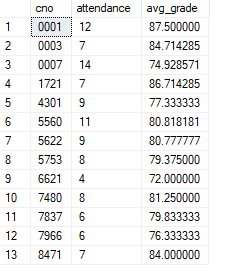 cno attendance avg_grade
1 0001 12 87.500000
2 0003 7 84.714285
3 0007 14 74.928571
4 1721 7 86.714285
5 4301 9 77.333333
6 5560 11 80.818181
7 5622 9 80.777777
8 5753 8 79.375000
9 6621 4 72.000000
10 7480 8 81.250000
11 7837 6 79.833333
12 7966 6 76.333333
13 8471 7 84.000000